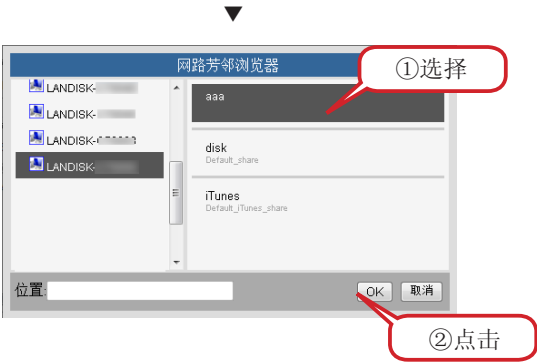 ▼
网路芳邻浏览器
①选择
LANDISK-
LANDISK-
LANDISK-
LANDISK-
aaa
disk
Default_share
iTunes
Default_iTunes_share
位置:
OK
取消
②点击